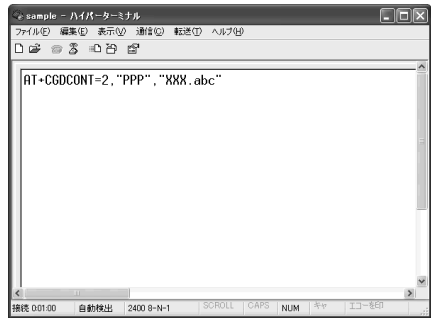 sample - ハイパーターミナル
ファイル(F) 編集(E) 表示(V) 通信(C) 転送(T) ヘルプ(H)
AT+CGDCONT=2,"PPP","XXX.abc"
接続 0:01:00 自動検出 2400 8-N-1 SCROLL CAPS NUM キャ エコーを印